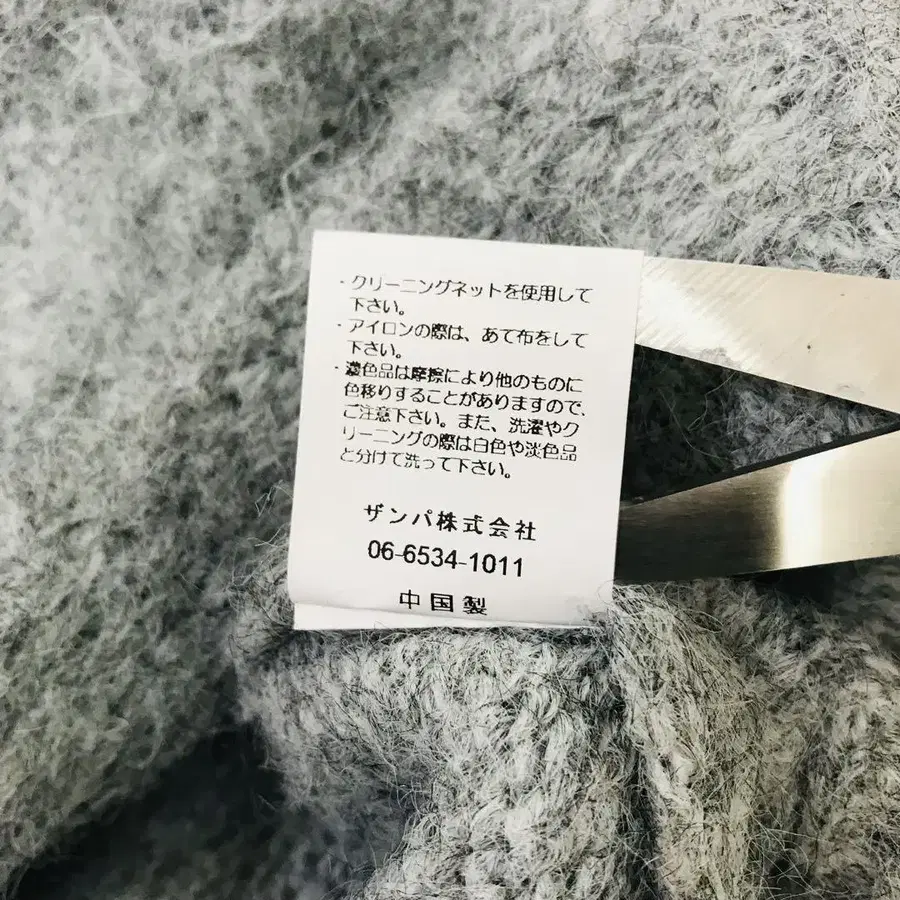 ・クリーニングネットを使用して
下さい。
・アイロンの際は、あて布をして
下さい。
・濃色品は摩擦により他のものに
色移りすることがありますので、
ご注意下さい。また、洗濯やク
リーニングの際は白色や淡色品
と分けて洗って下さい。
ザンパ株式会社
06-6534-1011
中国製